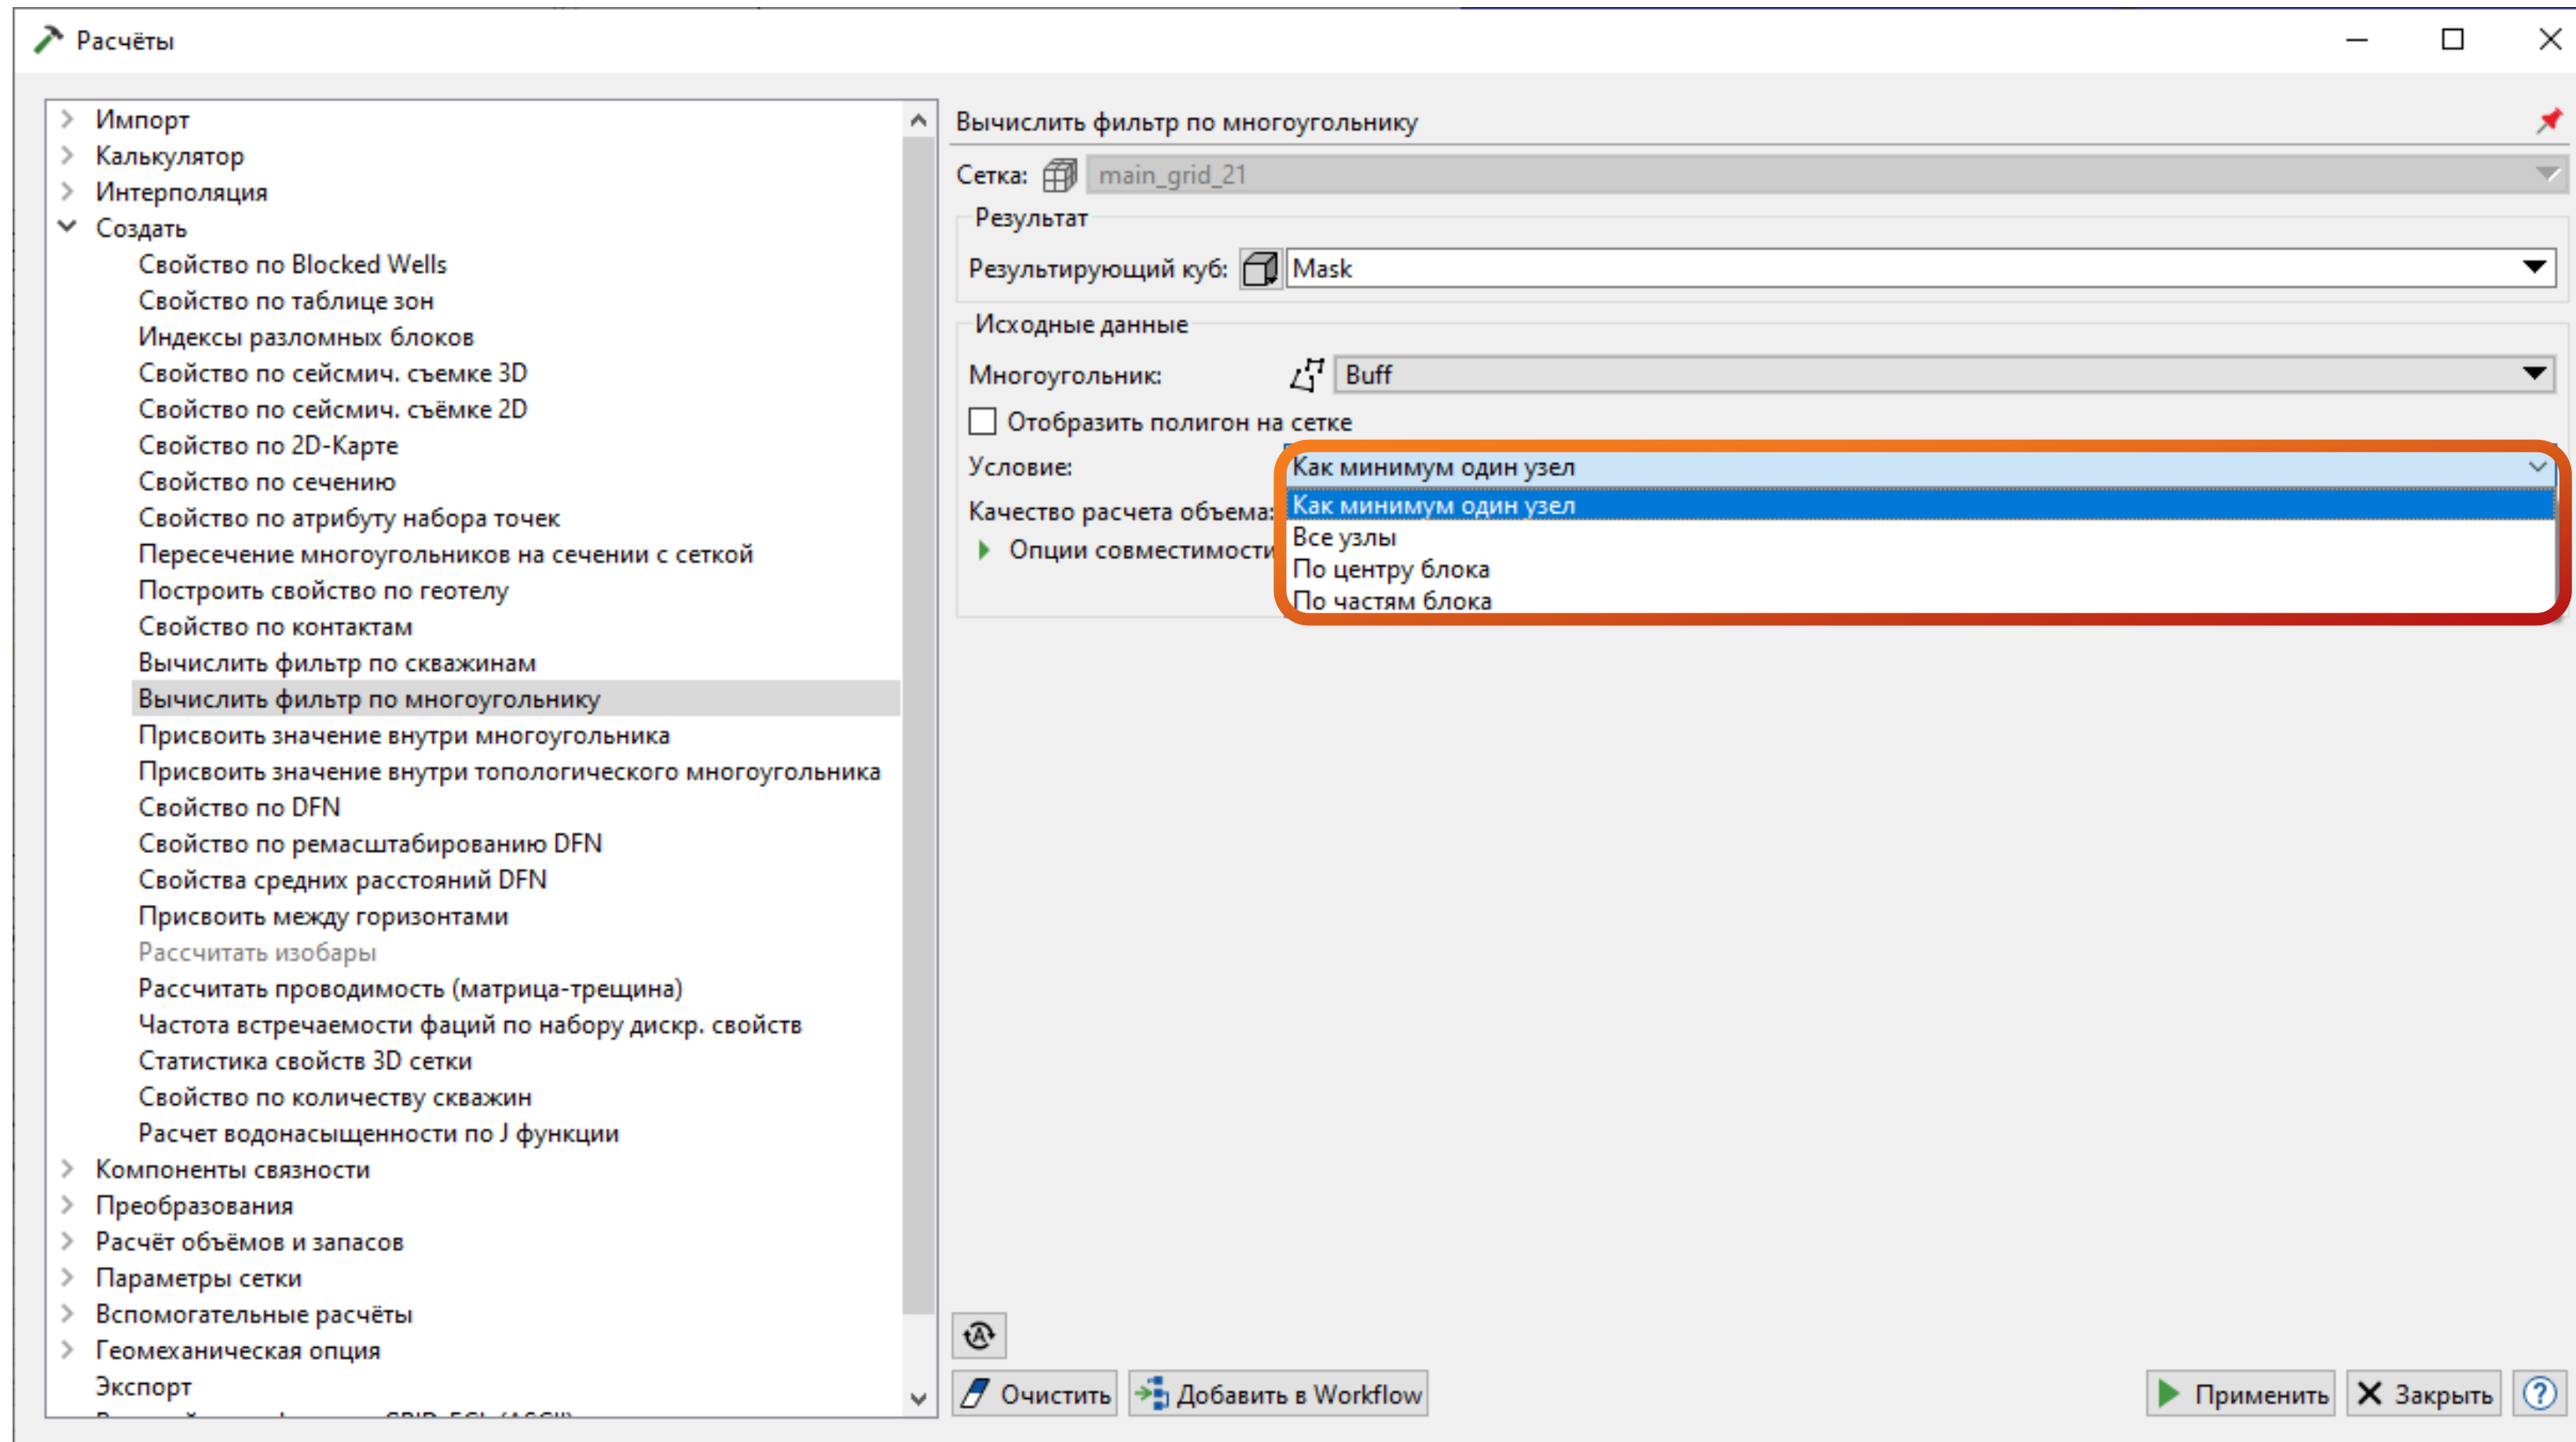 Расчёты
Импорт
Калькулятор
Интерполяция
Создать
Свойство по Blocked Wells
Свойство по таблице зон
Индексы разломных блоков
Свойство по сейсмич. съемке 3D
Свойство по сейсмич. съёмке 2D
Свойство по 2D-Карте
Свойство по сечению
Свойство по атрибуту набора точек
Пересечение многоугольников на сечении с сеткой
Построить свойство по геотелу
Свойство по контактам
Вычислить фильтр по скважинам
Вычислить фильтр по многоугольнику
Присвоить значение внутри многоугольника
Присвоить значение внутри топологического многоугольника
Свойство по DFN
Свойство по ремасштабированию DFN
Свойства средних расстояний DFN
Присвоить между горизонтами
Рассчитать изобары
Рассчитать проводимость (матрица-трещина)
Частота встречаемости фаций по набору дискр. свойств
Статистика свойств 3D сетки
Свойство по количеству скважин
Расчет водонасыщенности по J функции
Компоненты связности
Преобразования
Расчёт объёмов и запасов
Параметры сетки
Вспомогательные расчёты
Геомеханическая опция
Экспорт
Вычислить фильтр по многоугольнику
Сетка: main_grid_21
Результат
Результирующий куб: Mask
Исходные данные
Многоугольник: Buff
Отобразить полигон на сетке
Условие: Как минимум один узел
Как минимум один узел
Качество расчета объема:
Все узлы
Опции совместимости
По центру блока
По частям блока
Очистить Добавить в Workflow Применить Закрыть ?